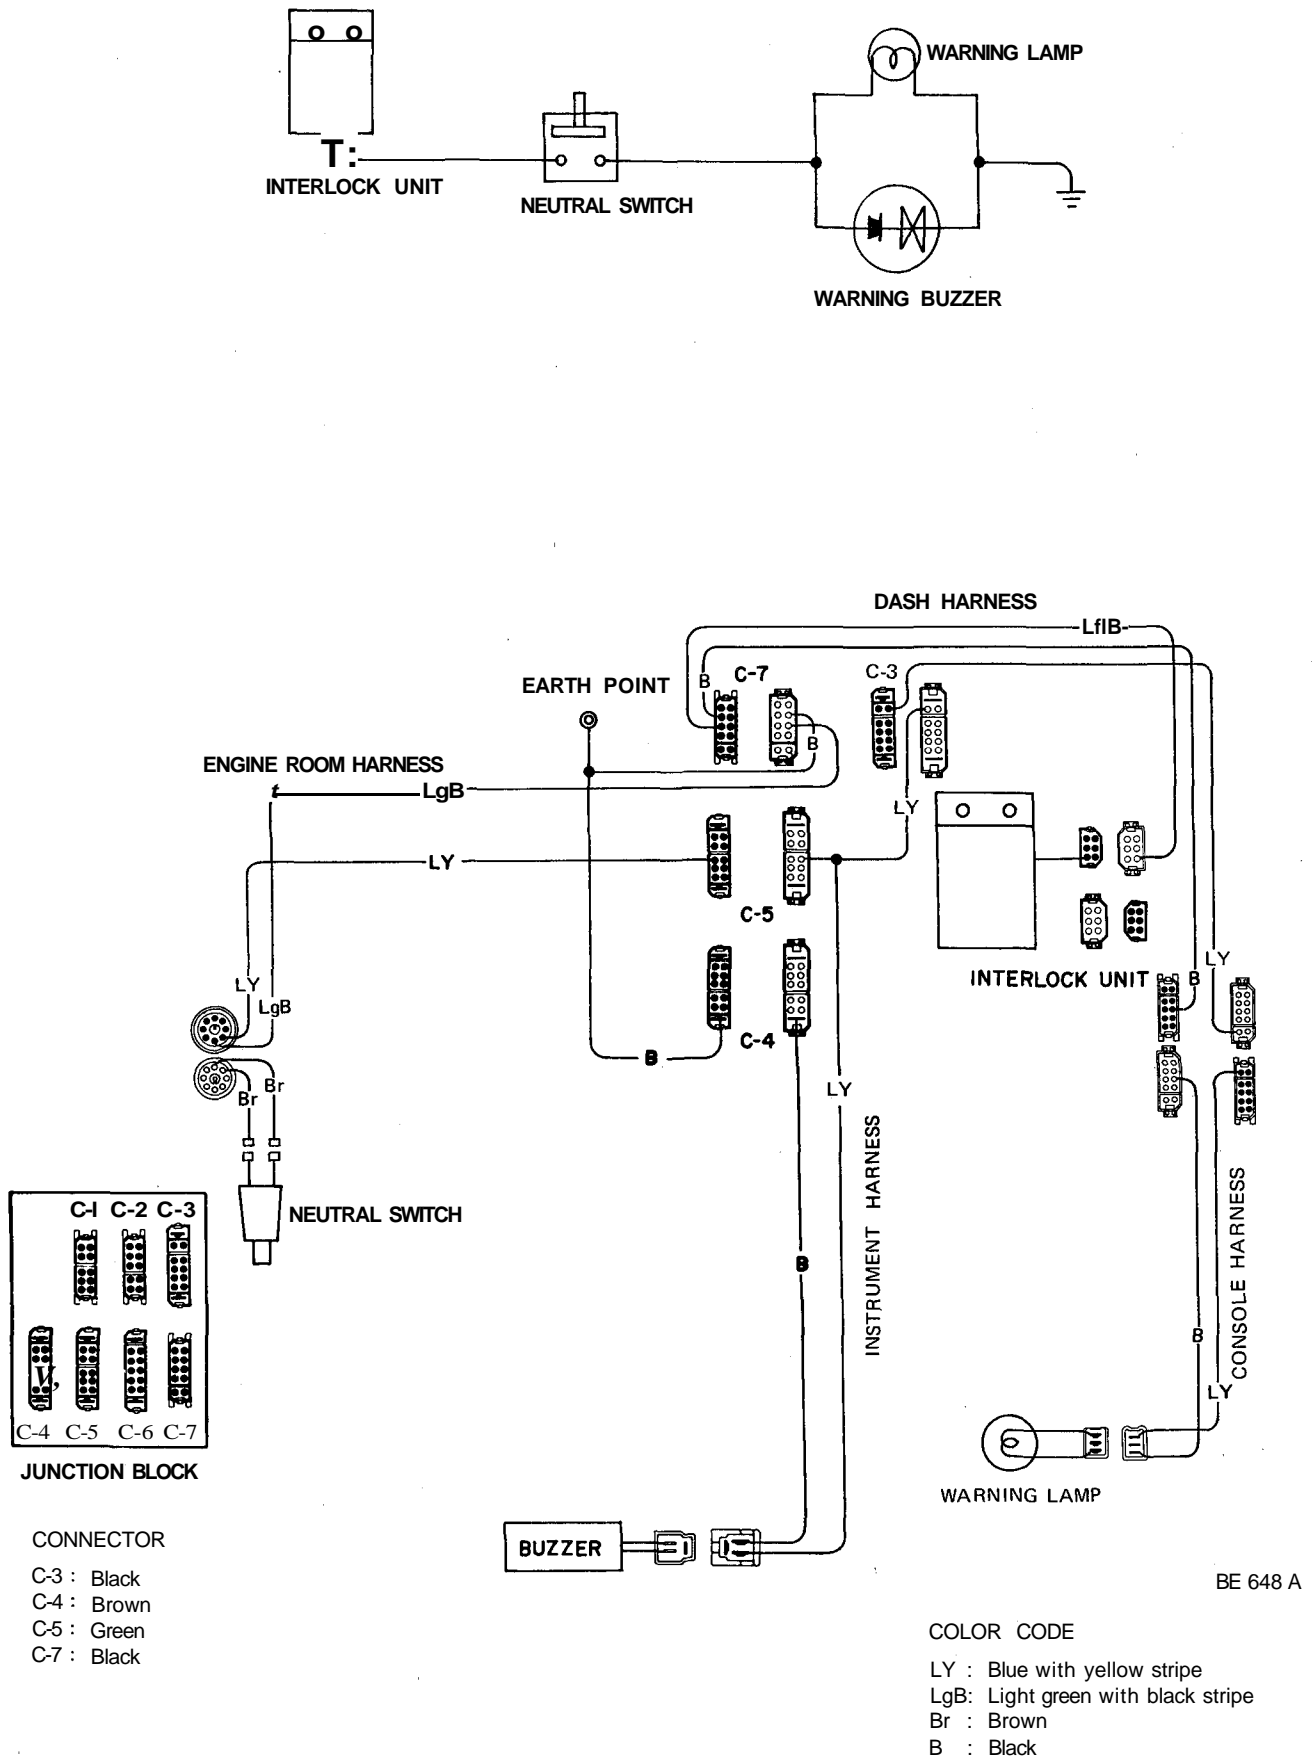 WARNING LAMP
T:
INTERLOCK UNIT
NEUTRAL SWITCH
WARNING BUZZER
DASH HARNESS
LflB
EARTH POINT
B
C-7
C-3
B
ENGINE ROOM HARNESS
t
LgB
LY
LY
C-5
INTERLOCK UNIT
B
LY
LY
LgB
C-4
B
Br
Br
LY
INSTRUMENT HARNESS
CONSOLE HARNESS
NEUTRAL SWITCH
C-1 C-2 C-3
B
B
V,
LY
C-4 C-5 C-6 C-7
JUNCTION BLOCK
WARNING LAMP
BUZZER
CONNECTOR
C-3 : Black
C-4 : Brown
C-5 : Green
C-7 : Black
BE 648 A
COLOR CODE
LY : Blue with yellow stripe
LgB: Light green with black stripe
Br : Brown
B : Black